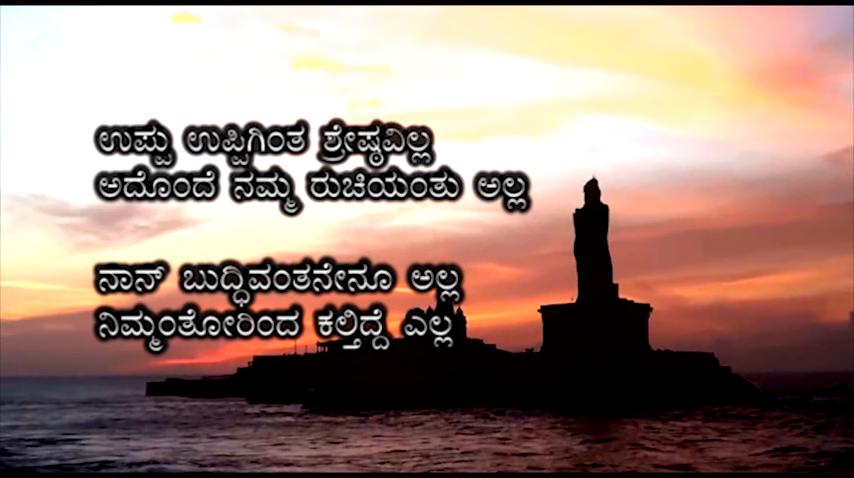 ಉಪ್ಪು ಉಪ್ಪಿಗಿಂತ ಶ್ರೇಷ್ಠವಿಲ್ಲ
ಅದೊಂದೆ ನಮ್ಮ ರುಚಿಯಂತು ಅಲ್ಲ
ನಾನ್ ಬುದ್ಧಿವಂತನೇನೂ ಅಲ್ಲ
ನಿಮ್ಮಂತೋರಿಂದ ಕಲ್ತಿದ್ದೆ ಎಲ್ಲ